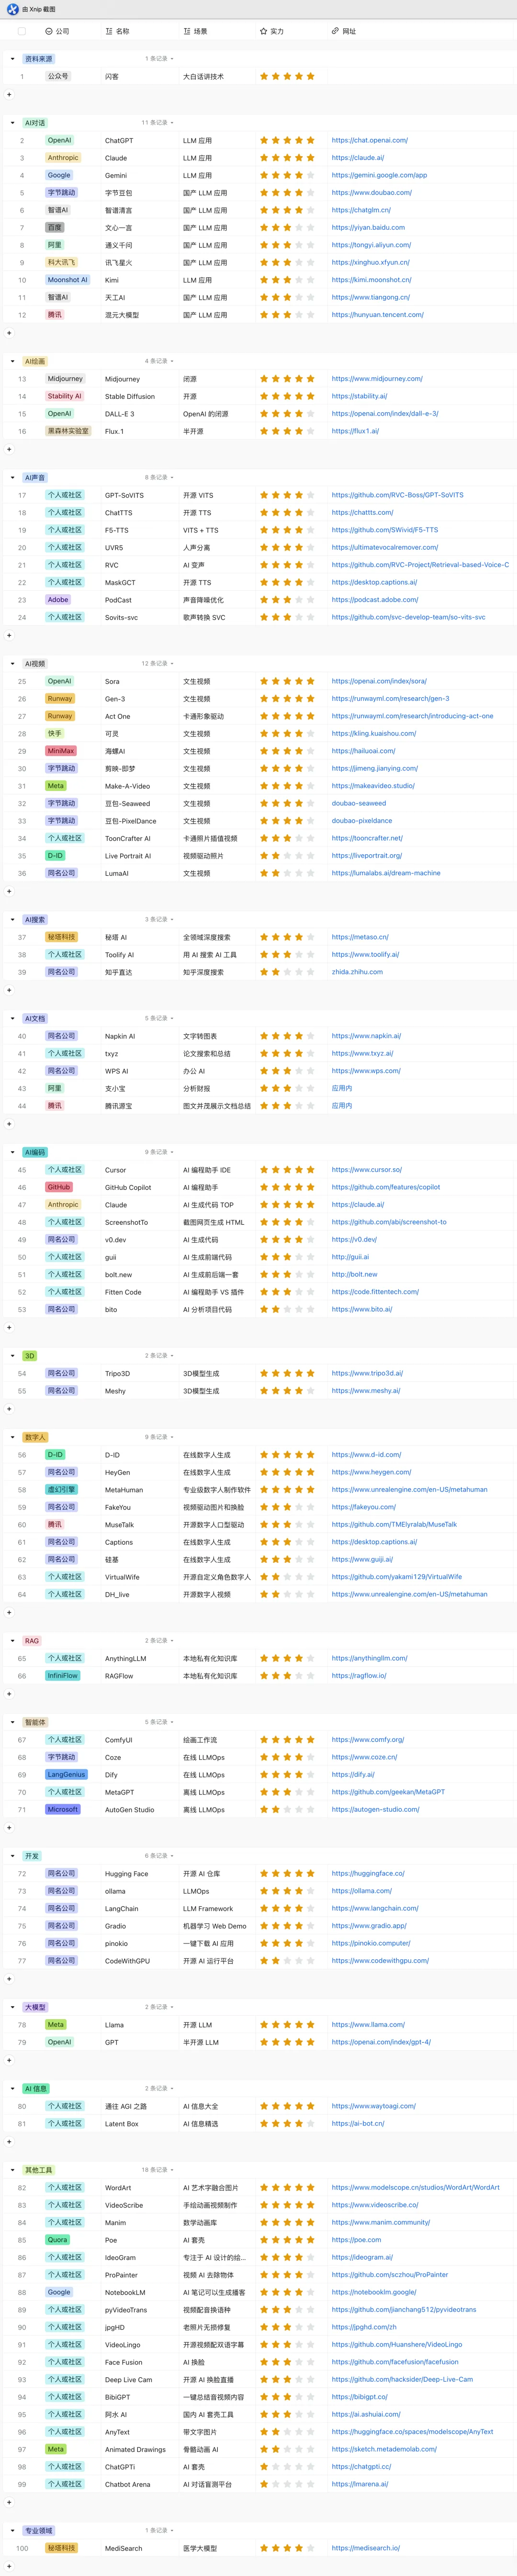 由 Xnip 截图
公司 名称 场景 实力 网址
资料来源 1 条记录
1 公众号 闪客 大白话讲技术
AI对话 11 条记录
2 OpenAI ChatGPT LLM 应用 https://chat.openai.com/
3 Anthropic Claude LLM 应用 https://claude.ai/
4 Google Gemini LLM 应用 https://gemini.google.com/app
5 字节跳动 字节豆包 国产 LLM 应用 https://www.doubao.com/
6 智谱AI 智谱清言 国产 LLM 应用 https://chatglm.cn/
7 百度 文心一言 国产 LLM 应用 https://yiyan.baidu.com
8 阿里 通义千问 国产 LLM 应用 https://tongyi.aliyun.com/
9 科大讯飞 讯飞星火 国产 LLM 应用 https://xinghuo.xfyun.cn/
10 Moonshot AI Kimi LLM 应用 https://kimi.moonshot.cn/
11 智谱AI 天工AI 国产 LLM 应用 https://www.tiangong.cn/
12 腾讯 混元大模型 国产 LLM 应用 https://hunyuan.tencent.com/
AI绘画 4 条记录
13 Midjourney Midjourney 闭源 https://www.midjourney.com/
14 Stability AI Stable Diffusion 开源 https://stability.ai/
15 OpenAI DALL-E 3 OpenAI 的闭源 https://openai.com/index/dall-e-3/
16 黑森林实验室 Flux.1 半开源 https://flux1.ai/
AI声音 8 条记录
17 个人或社区 GPT-SoVITS 开源 VITS https://github.com/RVC-Boss/GPT-SoVITS
18 个人或社区 ChatTTS 开源 TTS https://chattts.com/
19 个人或社区 F5-TTS VITS + TTS https://github.com/SWivid/F5-TTS
20 个人或社区 UVR5 人声分离 https://ultimatevocalremover.com/
21 个人或社区 RVC AI 变声 https://github.com/RVC-Project/Retrieval-based-Voice-C
22 个人或社区 MaskGCT 开源 TTS https://desktop.captions.ai/
23 Adobe PodCast 声音降噪优化 https://podcast.adobe.com/
24 个人或社区 Sovits-svc 歌声转换 SVC https://github.com/svc-develop-team/so-vits-svc
AI视频 12 条记录
25 OpenAI Sora 文生视频 https://openai.com/index/sora/
26 Runway Gen-3 文生视频 https://runwayml.com/research/gen-3
27 Runway Act One 卡通形象驱动 https://runwayml.com/research/introducing-act-one
28 快手 可灵 文生视频 https://kling.kuaishou.com/
29 MiniMax 海螺AI 文生视频 https://hailuoai.com/
30 字节跳动 剪映-即梦 文生视频 https://jimeng.jianying.com/
31 Meta Make-A-Video 文生视频 https://makeavideo.studio/
32 字节跳动 豆包-Seaweed 文生视频 doubao-seaweed
33 字节跳动 豆包-PixelDance 文生视频 doubao-pixeldance
34 个人或社区 ToonCrafter AI 卡通照片插值视频 https://tooncrafter.net/
35 D-ID Live Portrait AI 视频驱动照片 https://liveportrait.org/
36 同名公司 LumaAI 文生视频 https://lumalabs.ai/dream-machine
AI搜索 3 条记录
37 秘塔科技 秘塔 AI 全领域深度搜索 https://metaso.cn/
38 个人或社区 Toolify AI 用 AI 搜索 AI 工具 https://www.toolify.ai/
39 同名公司 知乎直达 知乎深度搜索 zhida.zhihu.com
AI文档 5 条记录
40 同名公司 Napkin AI 文字转图表 https://www.napkin.ai/
41 个人或社区 txyz 论文搜索和总结 https://www.txyz.ai/
42 同名公司 WPS AI 办公 AI https://www.wps.com/
43 阿里 支小宝 分析财报 应用内
44 腾讯 腾讯源宝 图文并茂展示文档总结 应用内
AI编码 9 条记录
45 个人或社区 Cursor AI 编程助手 IDE https://www.cursor.so/
46 GitHub GitHub Copilot AI 编程助手 https://github.com/features/copilot
47 Anthropic Claude AI 生成代码 TOP https://claude.ai/
48 个人或社区 ScreenshotTo 截图网页生成 HTML https://github.com/abi/screenshot-to
49 同名公司 v0.dev AI 生成代码 https://v0.dev/
50 个人或社区 guii AI 生成前端代码 http://guii.ai
51 个人或社区 bolt.new AI 生成前后端一套 http://bolt.new
52 个人或社区 Fitten Code AI 编程助手 VS 插件 https://code.fittentech.com/
53 同名公司 bito AI 分析项目代码 https://www.bito.ai/
3D 2 条记录
54 同名公司 Tripo3D 3D模型生成 https://www.tripo3d.ai/
55 同名公司 Meshy 3D模型生成 https://www.meshy.ai/
数字人 9 条记录
56 D-ID D-ID 在线数字人生成 https://www.d-id.com/
57 同名公司 HeyGen 在线数字人生成 https://www.heygen.com/
58 虚幻引擎 MetaHuman 专业级数字人制作软件 https://www.unrealengine.com/en-US/metahuman
59 同名公司 FakeYou 视频驱动图片和换脸 https://fakeyou.com/
60 腾讯 MuseTalk 开源数字人口型驱动 https://github.com/TMElyralab/MuseTalk
61 同名公司 Captions 在线数字人生成 https://desktop.captions.ai/
62 同名公司 硅基 在线数字人生成 https://www.guiji.ai/
63 个人或社区 VirtualWife 开源自定义角色数字人 https://github.com/yakami129/VirtualWife
64 个人或社区 DH_live 开源数字人视频 https://www.unrealengine.com/en-US/metahuman
RAG 2 条记录
65 个人或社区 AnythingLLM 本地私有化知识库 https://anythingllm.com/
66 InfiniFlow RAGFlow 本地私有化知识库 https://ragflow.io/
智能体 5 条记录
67 个人或社区 ComfyUI 绘画工作流 https://www.comfy.org/
68 字节跳动 Coze 在线 LLMOps https://www.coze.cn/
69 LangGenius Dify 在线 LLMOps https://dify.ai/
70 个人或社区 MetaGPT 离线 LLMOps https://github.com/geekan/MetaGPT
71 Microsoft AutoGen Studio 离线 LLMOps https://autogen-studio.com/
开发 6 条记录
72 同名公司 Hugging Face 开源 AI 仓库 https://huggingface.co/
73 同名公司 ollama LLMOps https://ollama.com/
74 同名公司 LangChain LLM Framework https://www.langchain.com/
75 同名公司 Gradio 机器学习 Web Demo https://www.gradio.app/
76 同名公司 pinokio 一键下载 AI 应用 https://pinokio.computer/
77 同名公司 CodeWithGPU 开源 AI 运行平台 https://www.codewithgpu.com/
大模型 2 条记录
78 Meta Llama 开源 LLM https://www.llama.com/
79 OpenAI GPT 半开源 LLM https://openai.com/index/gpt-4/
AI 信息 2 条记录
80 个人或社区 通往 AGI 之路 AI 信息大全 https://www.waytoagi.com/
81 个人或社区 Latent Box AI 信息精选 https://ai-bot.cn/
其他工具 18 条记录
82 个人或社区 WordArt AI 艺术字融合图片 https://www.modelscope.cn/studios/WordArt/WordArt
83 个人或社区 VideoScribe 手绘动画视频制作 https://www.videoscribe.co/
84 个人或社区 Manim 数学动画库 https://www.manim.community/
85 Quora Poe AI 套壳 https://poe.com
86 个人或社区 IdeoGram 专注于 AI 设计的绘... https://ideogram.ai/
87 个人或社区 ProPainter 视频 AI 去除物体 https://github.com/sczhou/ProPainter
88 Google NotebookLM AI 笔记可以生成播客 https://notebooklm.google/
89 个人或社区 pyVideoTrans 视频配音换语种 https://github.com/jianchang512/pyvideotrans
90 个人或社区 jpgHD 老照片无损修复 https://jpghd.com/zh
91 个人或社区 VideoLingo 开源视频配双语字幕 https://github.com/Huanshere/VideoLingo
92 个人或社区 Face Fusion AI 换脸 https://github.com/facefusion/facefusion
93 个人或社区 Deep Live Cam 开源 AI 换脸直播 https://github.com/hacksider/Deep-Live-Cam
94 个人或社区 BibiGPT 一键总结音视频内容 https://bibigpt.co/
95 个人或社区 阿水 AI 国内 AI 套壳工具 https://ai.ashuiai.com/
96 个人或社区 AnyText 带文字图片 https://huggingface.co/spaces/modelscope/AnyText
97 Meta Animated Drawings 骨骼动画 AI https://sketch.metademolab.com/
98 个人或社区 ChatGPTi AI 套壳 https://chatgpti.cc/
99 个人或社区 Chatbot Arena AI 对话盲测平台 https://lmarena.ai/
专业领域 1 条记录
100 秘塔科技 MediSearch 医学大模型 https://medisearch.io/